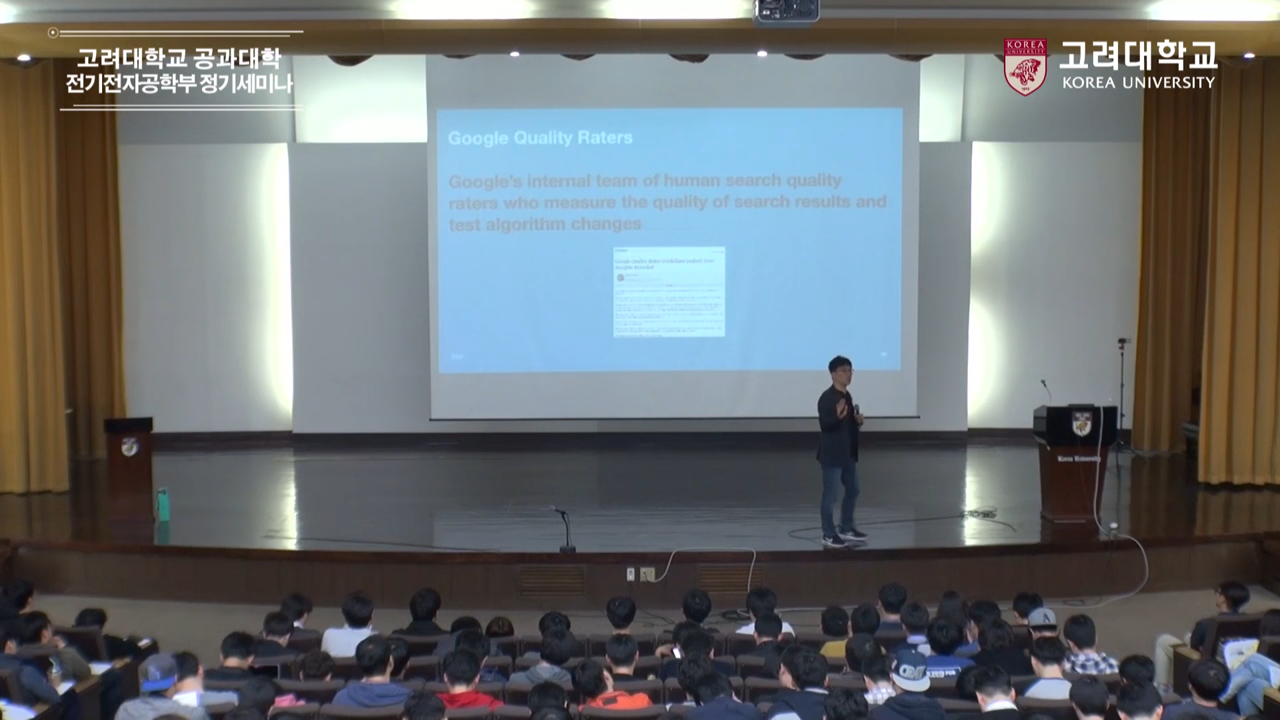 고려대학교 공과대학
전기전자공학부 정기세미나
KOREA
UNIVERSITY
고려대학교
KOREA UNIVERSITY
Google Quality Raters
Google's internal team of human search quality
raters who measure the quality of search results and
test algorithm changes
Korea University
A